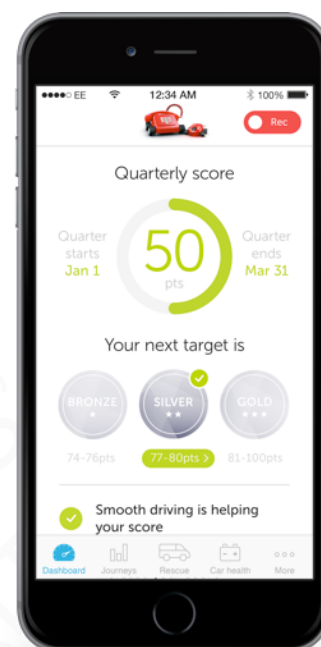 EE 12:34 AM 100%
Rec
Quarterly score
Quarter
starts
Jan 1
50
pts
Quarter
ends
Mar 31
Your next target is
BRONZE
SILVER
GOLD
74-76pts
77-80pts >
81-100pts
Smooth driving is helping
your score
Dashboard Journeys Rescue Car health More